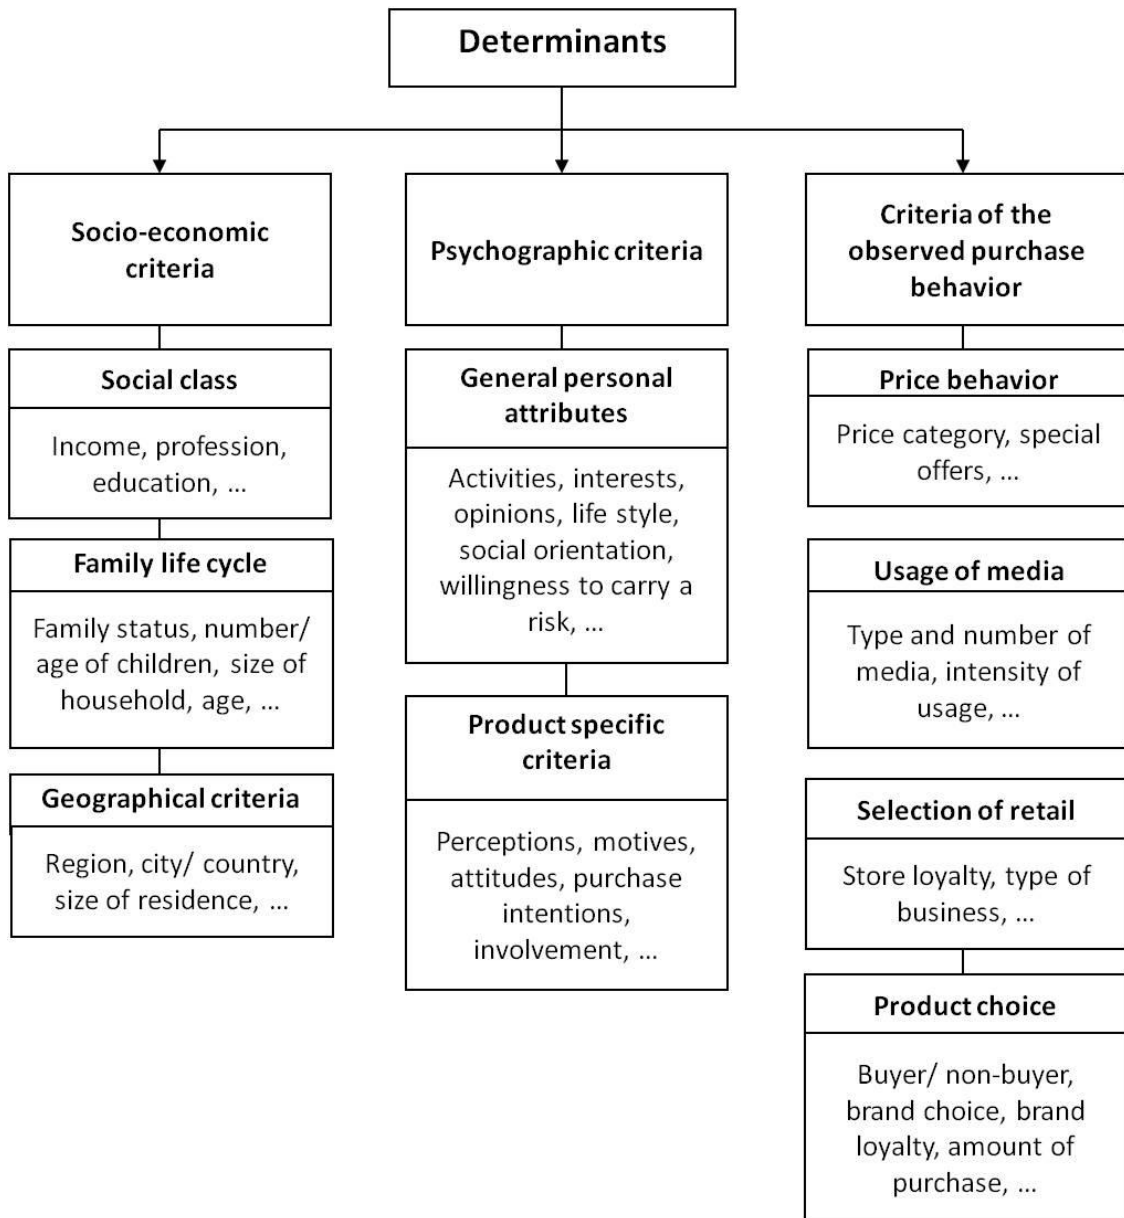 Determinants
Socio-economic
criteria
Social class
Income, profession,
education, ...
Family life cycle
Family status, number/
age of children, size of
household, age, ...
Geographical criteria
Region, city/ country,
size of residence, ...
Psychographic criteria
General personal
attributes
Activities, interests,
opinions, life style,
social orientation,
willingness to carry a
risk, ...
Product specific
criteria
Perceptions, motives,
attitudes, purchase
intentions,
involvement, ...
Criteria of the
observed purchase
behavior
Price behavior
Price category, special
offers, ...
Usage of media
Type and number of
media, intensity of
usage, ...
Selection of retail
Store loyalty, type of
business, ...
Product choice
Buyer/ non-buyer,
brand choice, brand
loyalty, amount of
purchase, ...